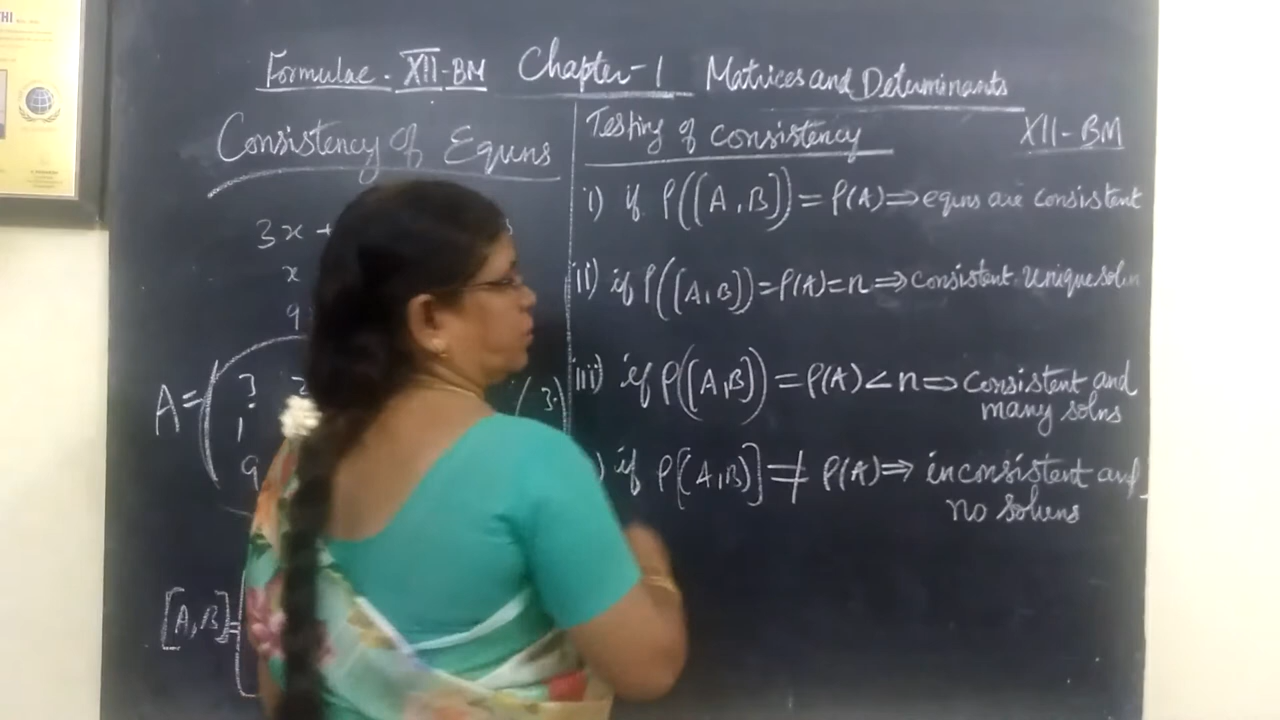 Formulae - XII-BM Chapter-1 Matrices and Determinants
Consistency of Equns
3x +
x
9
A = ( 3 2
1
9
(3
[A,B] =
Testing of consistency XII-BM
i) if ρ([A,B]) = ρ(A) ⇒ equns are consistent
ii) if ρ([A,B]) = ρ(A) = n ⇒ consistent. Unique soln
iii) if ρ([A,B]) = ρ(A) < n ⇒ Consistent and
many solns
) if ρ[A,B)] ≠ ρ(A) ⇒ inconsistent and
no solns